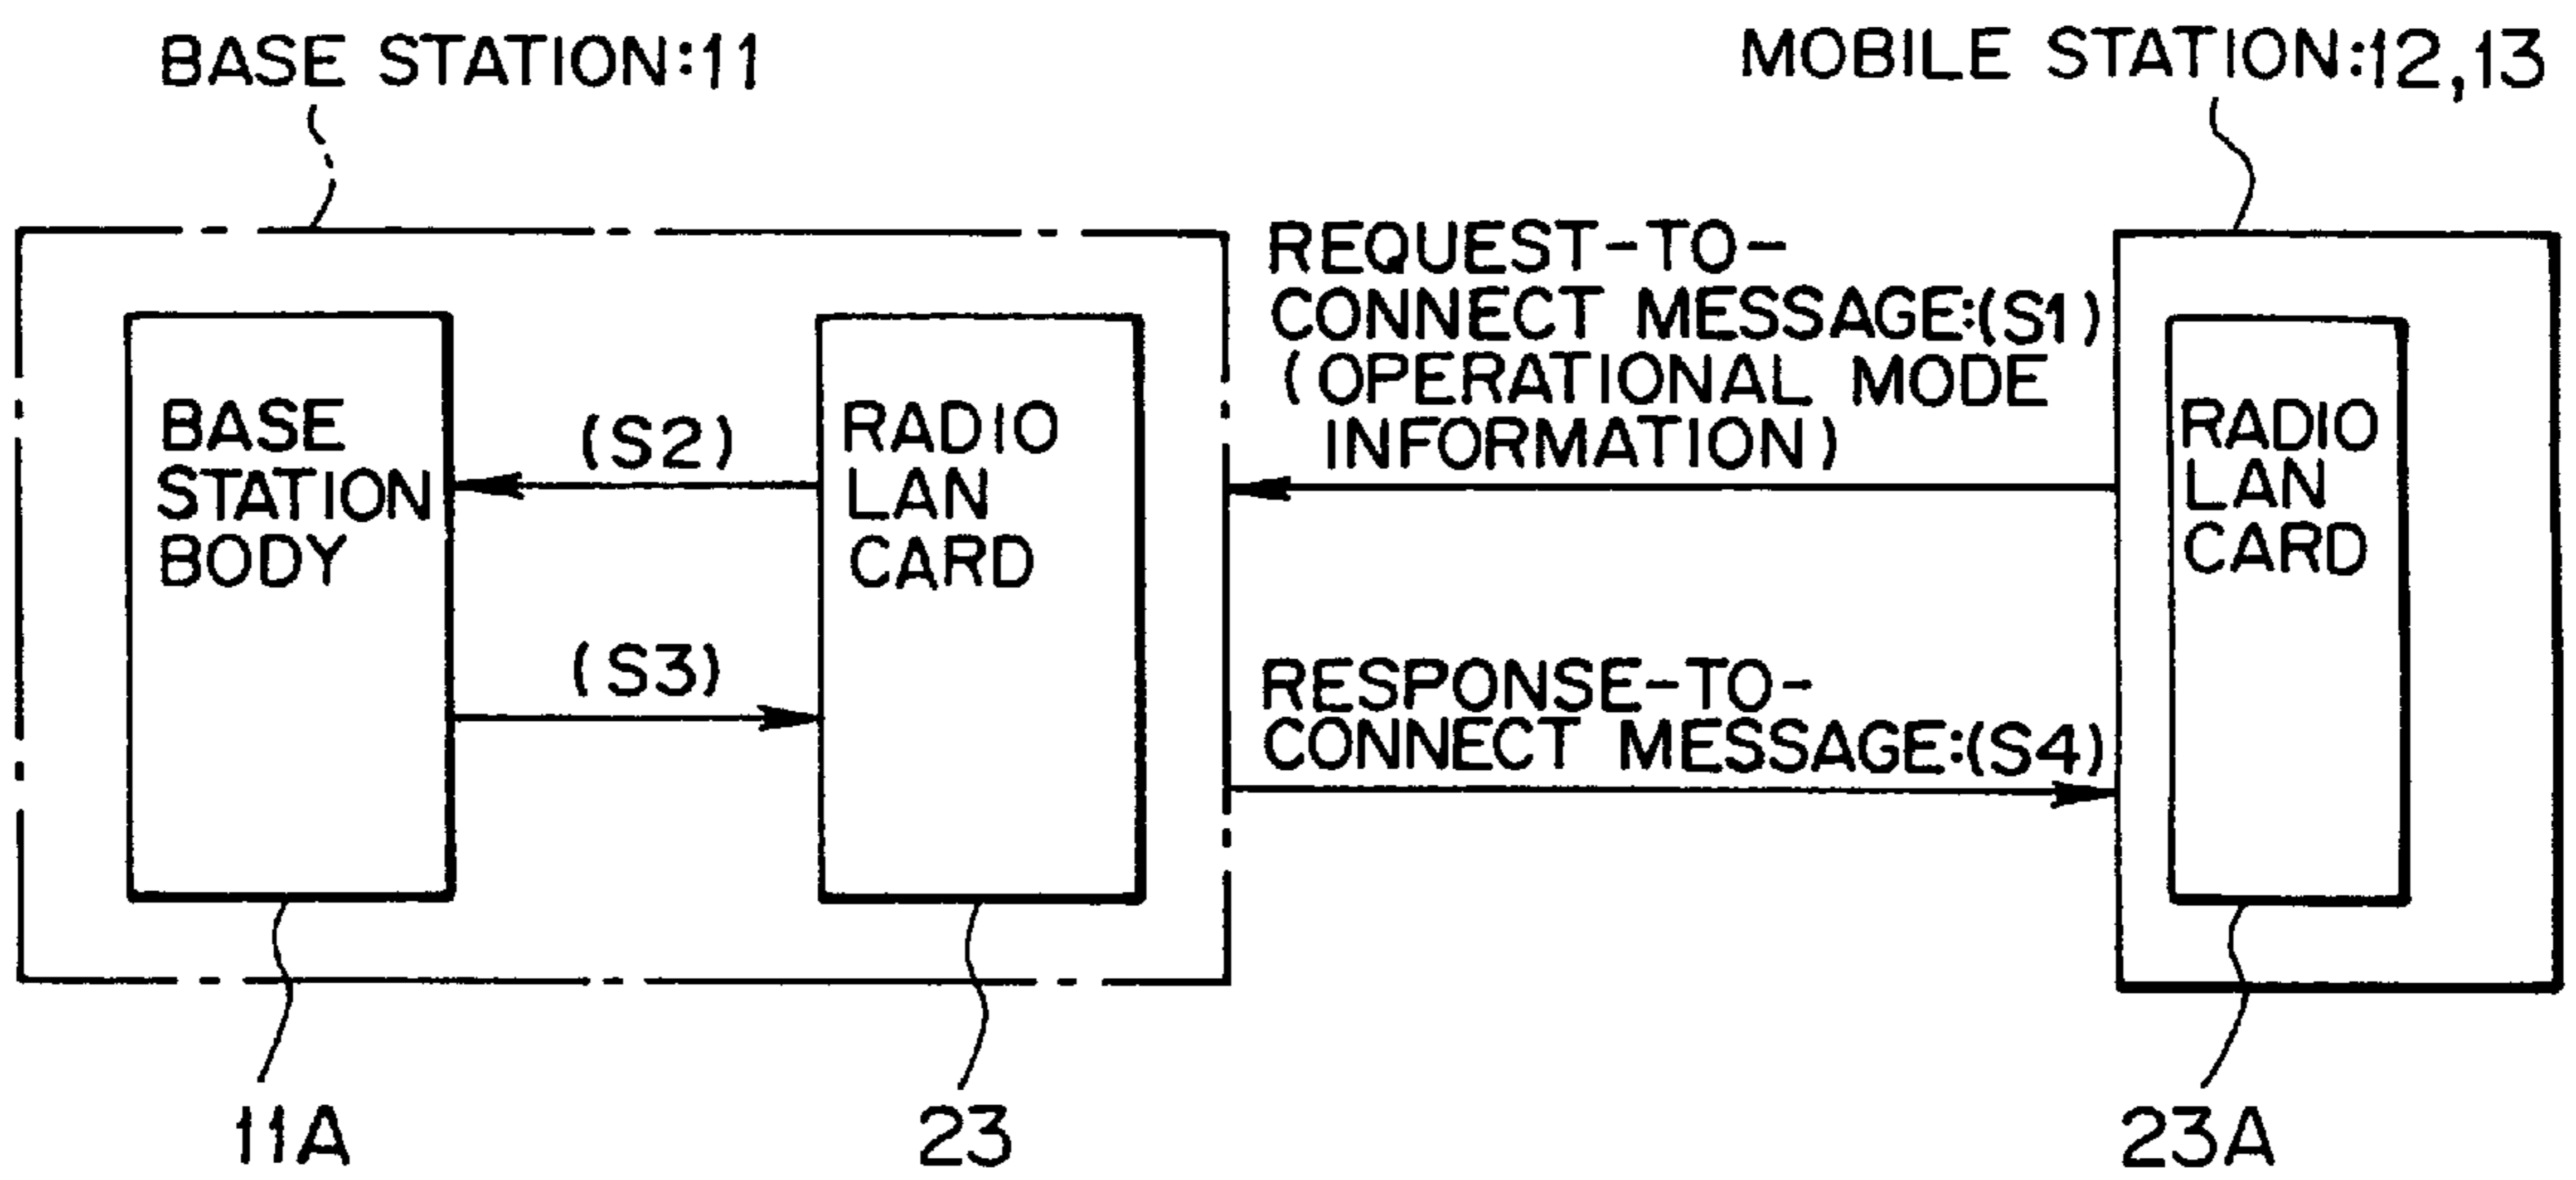 BASE STATION:11
MOBILE STATION:12,13
REQUEST-TO-
CONNECT MESSAGE:(S1)
(OPERATIONAL MODE
INFORMATION)
BASE
STATION
BODY
(S2)
RADIO
LAN
CARD
RADIO
LAN
CARD
(S3)
RESPONSE-TO-
CONNECT MESSAGE:(S4)
11A
23
23A